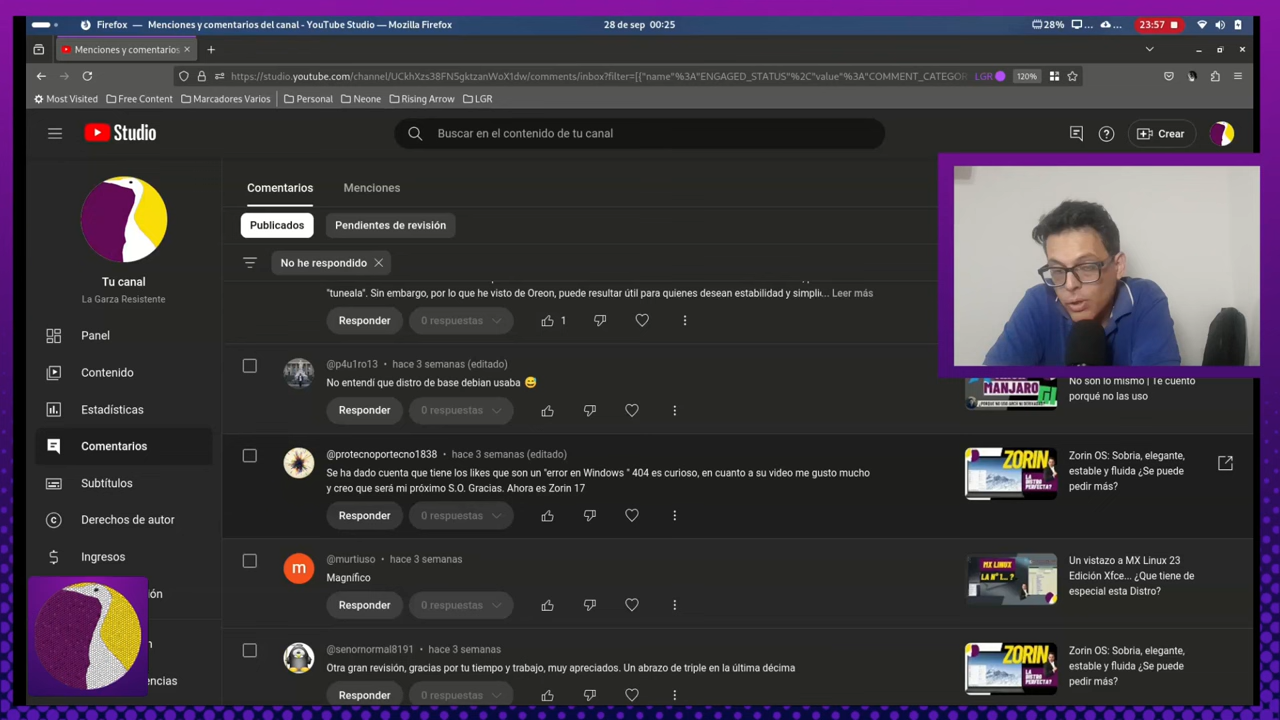 Firefox — Menciones y comentarios del canal - YouTube Studio — Mozilla Firefox
28 de sep 00:25
28%
23:57
Menciones y comentarios
https://studio.youtube.com/channel/UCkhXzs38FN5gktzanWoX1dw/comments/inbox?filter=[{"name"%3A"ENGAGED_STATUS"%2C"value"%3A"COMMENT_CATEGOR
LGR
120%
Most Visited
Free Content
Marcadores Varios
Personal
Neone
Rising Arrow
LGR
Studio
Buscar en el contenido de tu canal
Crear
Comentarios
Menciones
Publicados
Pendientes de revisión
No he respondido
Tu canal
La Garza Resistente
Panel
Contenido
Estadísticas
Comentarios
Subtítulos
Derechos de autor
Ingresos
"tuneala". Sin embargo, por lo que he visto de Oreon, puede resultar útil para quienes desean estabilidad y simpli... Leer más
Responder
0 respuestas
1
@p4u1ro13 • hace 3 semanas (editado)
No entendí que distro de base debian usaba 😅
Responder
0 respuestas
MANJARO
No son lo mismo | Te cuento
porqué no las uso
@protecnoportecno1838 • hace 3 semanas (editado)
Se ha dado cuenta que tiene los likes que son un "error en Windows " 404 es curioso, en cuanto a su video me gusto mucho
y creo que será mi próximo S.O. Gracias. Ahora es Zorin 17
Responder
0 respuestas
ZORIN
Zorin OS: Sobria, elegante,
estable y fluida ¿Se puede
pedir más?
m
@murtiuso • hace 3 semanas
Magnífico
Responder
0 respuestas
MX LINUX
LA Nº 1... ?
Un vistazo a MX Linux 23
Edición Xfce... ¿Que tiene de
especial esta Distro?
@senornormal8191 • hace 3 semanas
Otra gran revisión, gracias por tu tiempo y trabajo, muy apreciados. Un abrazo de triple en la última décima
Responder
0 respuestas
ZORIN
Zorin OS: Sobria, elegante,
estable y fluida ¿Se puede
pedir más?